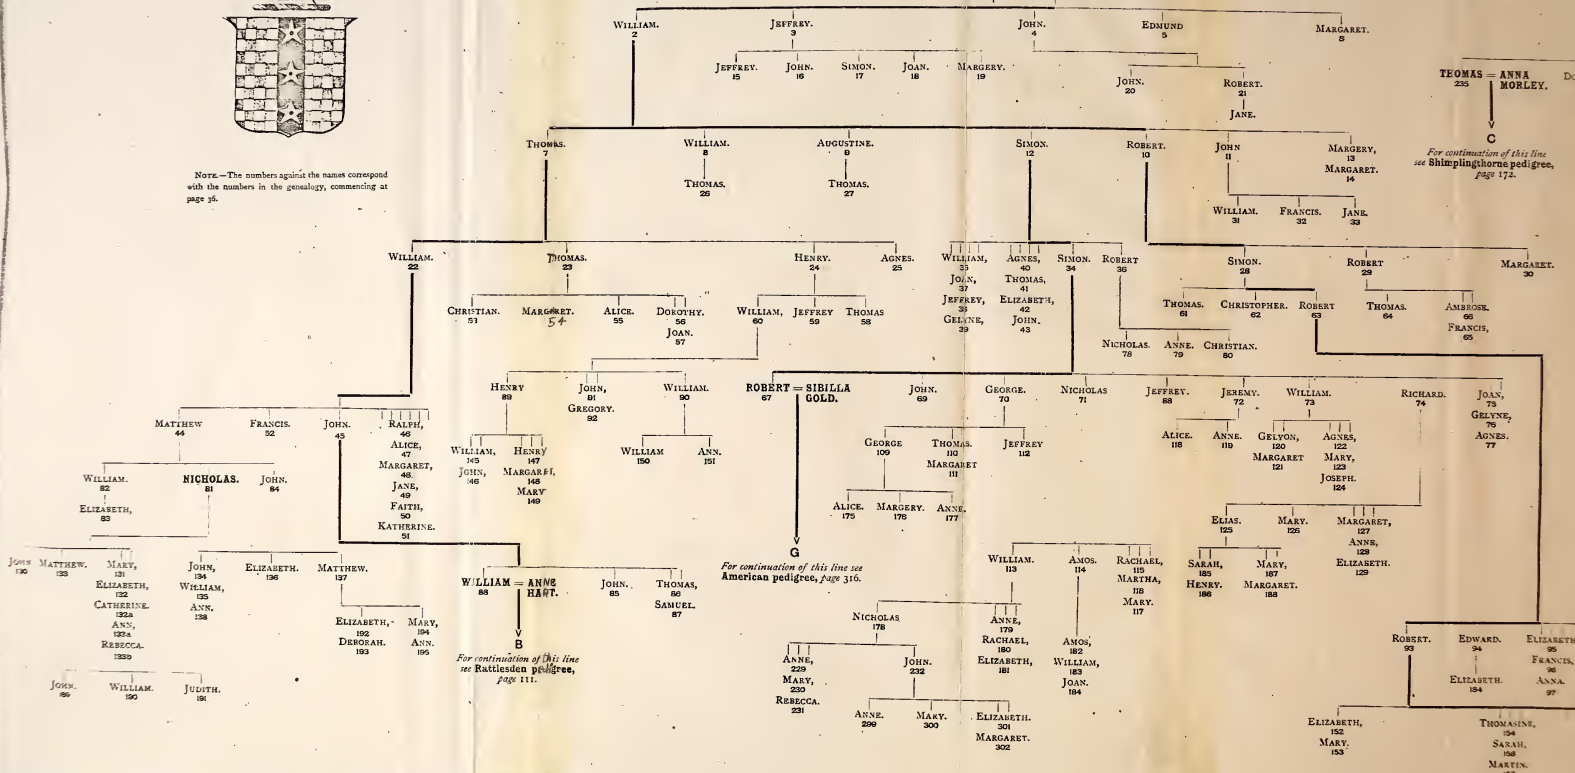 WILLIAM.
2
JEFFREY.
3
JOHN.
4
EDMUND
5
MARGARET.
JEFFREY.
15
JOHN.
16
SIMON.
17
JOAN.
18
MARGERY.
19
JOHN.
20
ROBERT.
21
JANE.
THOMAS = ANNA
235 MORLEY.
C
For continuation of this line
see Shimplingthorne pedigree,
page 172.
NOTE.—The numbers against the names correspond
with the numbers in the genealogy, commencing at
page 36.
THOMAS.
7
WILLIAM.
8
AUGUSTINE.
9
SIMON.
12
ROBERT.
10
JOHN
11
MARGERY,
13
MARGARET.
14
THOMAS.
26
THOMAS.
27
WILLIAM.
31
FRANCIS.
32
JANE.
33
WILLIAM.
22
THOMAS.
23
HENRY.
24
AGNES.
25
WILLIAM,
35
JOAN,
37
JEFFREY,
38
GELYNE,
39
AGNES,
40
THOMAS,
41
ELIZABETH,
42
JOHN.
43
SIMON.
34
ROBERT
36
SIMON.
28
ROBERT
29
MARGARET.
30
CHRISTIAN.
53
MARGARET.
54
ALICE.
55
DOROTHY.
56
JOAN.
57
WILLIAM,
60
JEFFREY
59
THOMAS
58
NICHOLAS.
78
ANNE.
79
CHRISTIAN.
80
THOMAS.
61
CHRISTOPHER.
62
ROBERT
63
THOMAS.
64
AMBROSE.
66
FRANCIS,
65
HENRY
89
JOHN,
91
GREGORY.
92
WILLIAM.
90
ROBERT = SIBILLA
67 GOLD.
JOHN.
69
GEORGE.
70
NICHOLAS
71
JEFFREY.
68
JEREMY.
72
WILLIAM.
73
RICHARD.
74
JOAN,
75
GELYNE,
76
AGNES.
77
MATTHEW
44
FRANCIS.
52
JOHN.
45
RALPH,
46
ALICE,
47
MARGARET,
48
JANE,
49
FAITH,
50
KATHERINE.
51
WILLIAM,
145
JOHN,
146
HENRY
147
MARGARET,
148
MARY
149
WILLIAM
150
ANN.
151
GEORGE
109
THOMAS.
110
MARGARET
111
JEFFREY
112
ALICE.
118
ANNE.
119
GELYON,
120
MARGARET
121
AGNES,
122
MARY,
123
JOSEPH.
124
WILLIAM.
82
ELIZABETH,
83
NICHOLAS.
81
JOHN.
84
ALICE.
175
MARGERY.
176
ANNE.
177
ELIAS.
125
MARY.
126
MARGARET,
127
ANNE,
128
ELIZABETH.
129
JOHN
130
MATTHEW.
133
MARY,
131
ELIZABETH,
132
CATHERINE.
132a
ANN,
133a
REBECCA.
133b
JOHN,
134
WILLIAM,
135
ANN.
138
ELIZABETH.
136
MATTHEW.
137
WILLIAM = ANNE
88 HART.
JOHN.
85
THOMAS,
86
SAMUEL.
87
G
For continuation of this line see
American pedigree, page 316.
WILLIAM.
113
AMOS.
114
RACHAEL,
115
MARTHA,
116
MARY.
117
SARAH,
185
HENRY.
186
MARY,
187
MARGARET.
188
ELIZABETH,
192
DEBORAH.
193
MARY,
194
ANN.
195
B
For continuation of this line
see Rattlesden pedigree,
page 111.
NICHOLAS,
178
ANNE,
179
RACHAEL,
180
ELIZABETH,
181
AMOS,
182
WILLIAM,
183
JOAN.
184
ROBERT.
93
EDWARD.
94
ELIZABETH.
ELIZABETH
95
FRANCIS,
96
ANNA.
97
JOHN.
189
WILLIAM.
190
JUDITH.
191
ANNE,
229
MARY,
230
REBECCA.
231
JOHN.
232
ANNE.
299
MARY.
300
ELIZABETH.
301
MARGARET.
302
ELIZABETH,
152
MARY.
153
THOMASINE,
154
SARAH,
MARTIN.